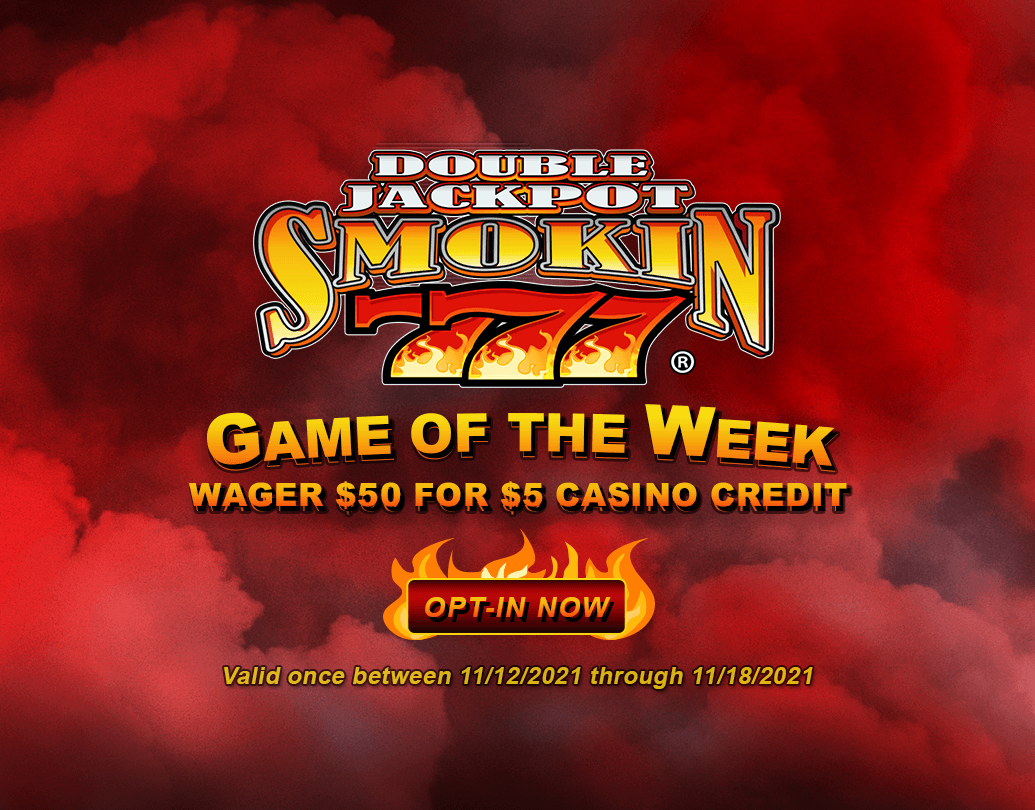 DOUBLE
JACKPOT
SMOKIN
777
®
GAME OF THE WEEK
WAGER $50 FOR $5 CASINO CREDIT
OPT-IN NOW
Valid once between 11/12/2021 through 11/18/2021